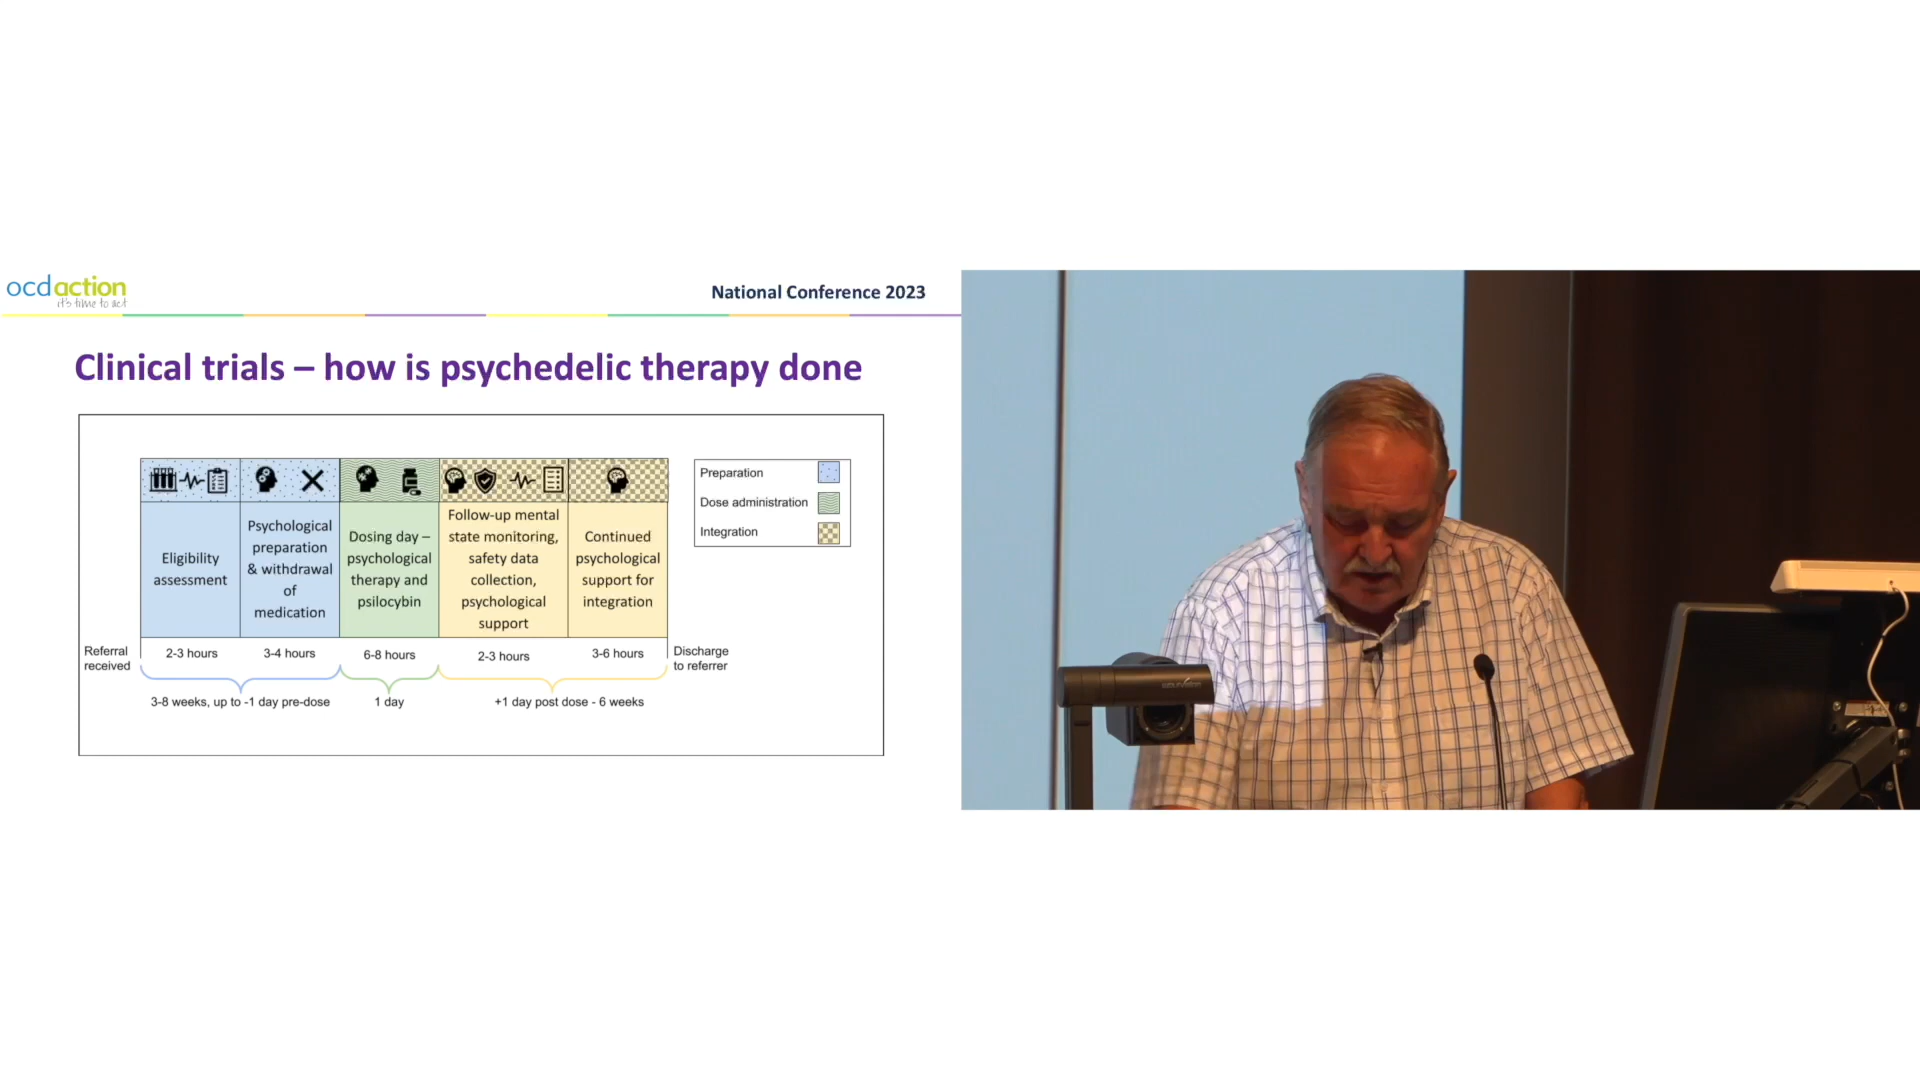 ocdaction
it's time to act
National Conference 2023
Clinical trials – how is psychedelic therapy done
Eligibility
assessment
Psychological
preparation
& withdrawal
of
medication
Dosing day –
psychological
therapy and
psilocybin
Follow-up mental
state monitoring,
safety data
collection,
psychological
support
Continued
psychological
support for
integration
Preparation
Dose administration
Integration
Referral
received
2-3 hours
3-4 hours
6-8 hours
2-3 hours
3-6 hours
Discharge
to referrer
3-8 weeks, up to -1 day pre-dose
1 day
+1 day post dose - 6 weeks